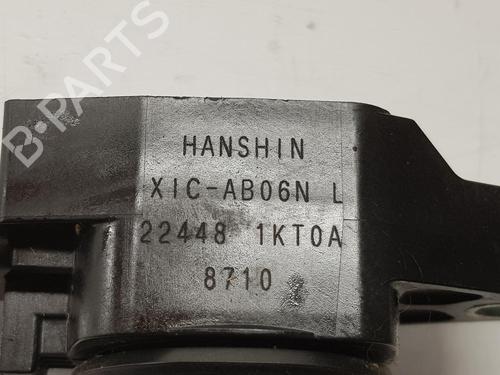 B-PARTS
HANSHIN
XIC-AB06N L
22448 1KT0A
8710